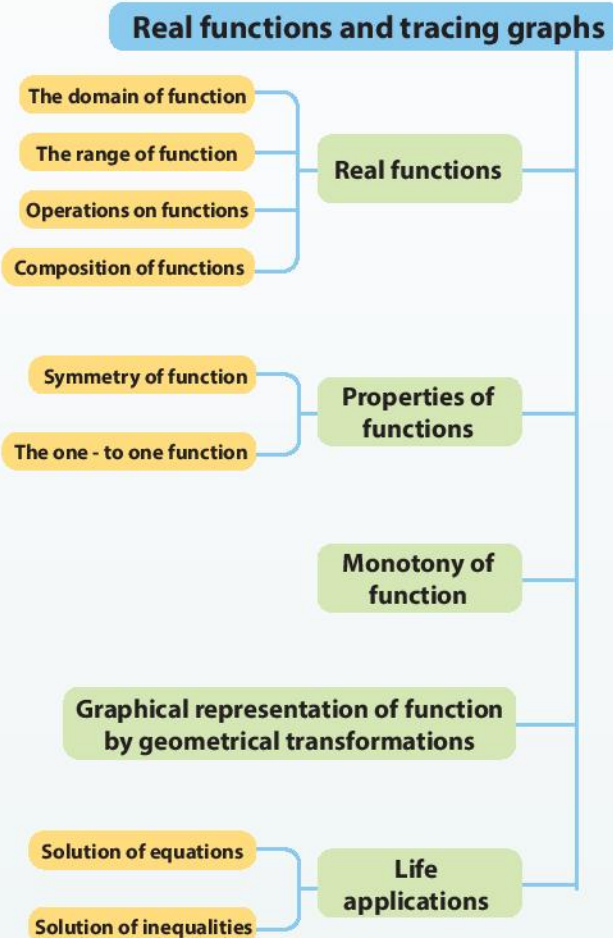 Real functions and tracing graphs
The domain of function
The range of function
Operations on functions
Composition of functions
Real functions
Symmetry of function
The one - to one function
Properties of
functions
Monotony of
function
Graphical representation of function
by geometrical transformations
Solution of equations
Solution of inequalities
Life
applications